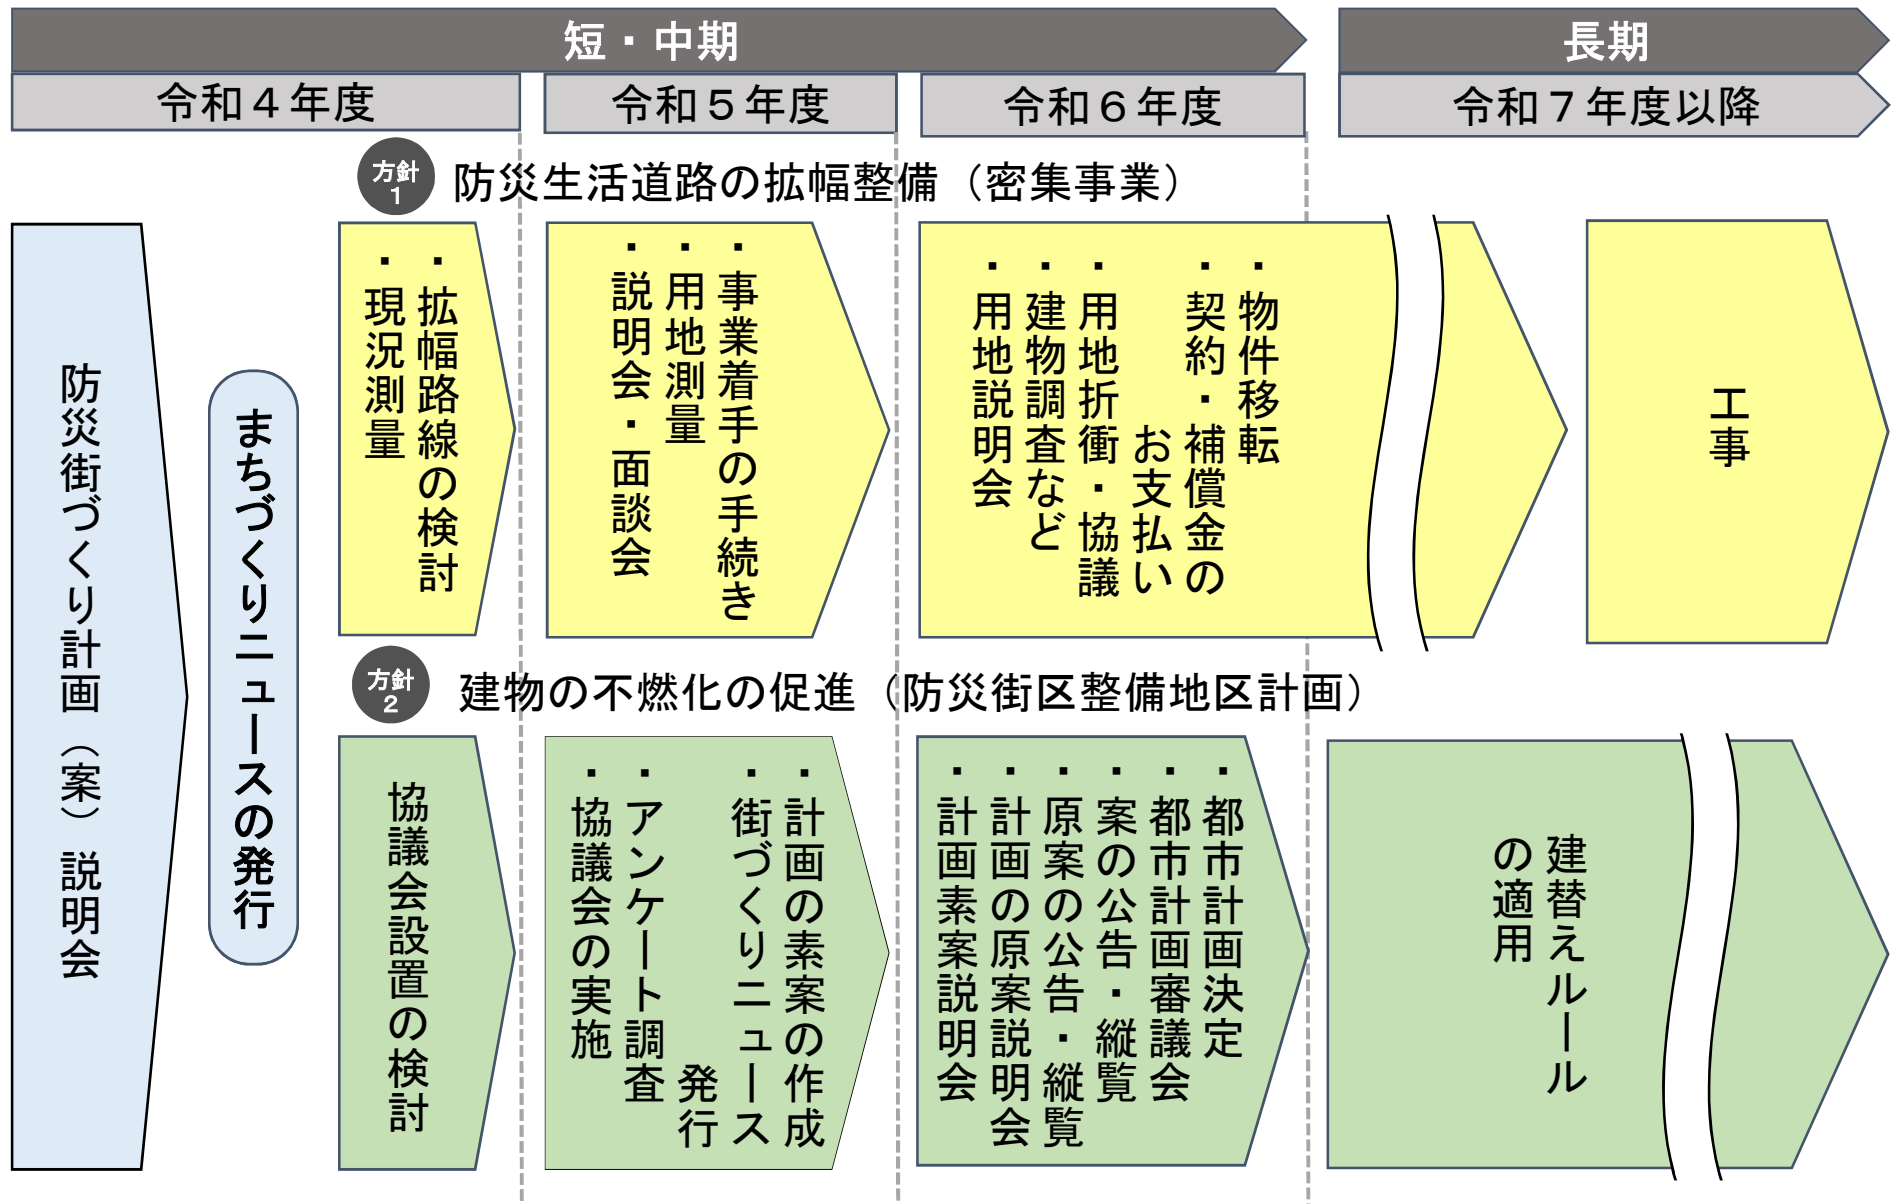 短・中期
長期
令和４年度
令和５年度
令和６年度
令和７年度以降
防災街づくり計画（案）説明会
まちづくりニュースの発行
方針
1
防災生活道路の拡幅整備（密集事業）
・拡幅路線の検討
・現況測量
・事業着手の手続き
・用地測量
・説明会・面談会
・物件移転
・契約・補償金の
お支払い
・用地折衝・協議
・建物調査など
・用地説明会
工事
方針
2
建物の不燃化の促進（防災街区整備地区計画）
協議会設置の検討
・計画の素案の作成
・街づくりニュース
発行
・アンケート調査
・協議会の実施
・都市計画決定
・都市計画審議会
・案の公告・縦覧
・原案の公告・縦覧
・計画の原案説明会
・計画素案説明会
建替えルール
の適用